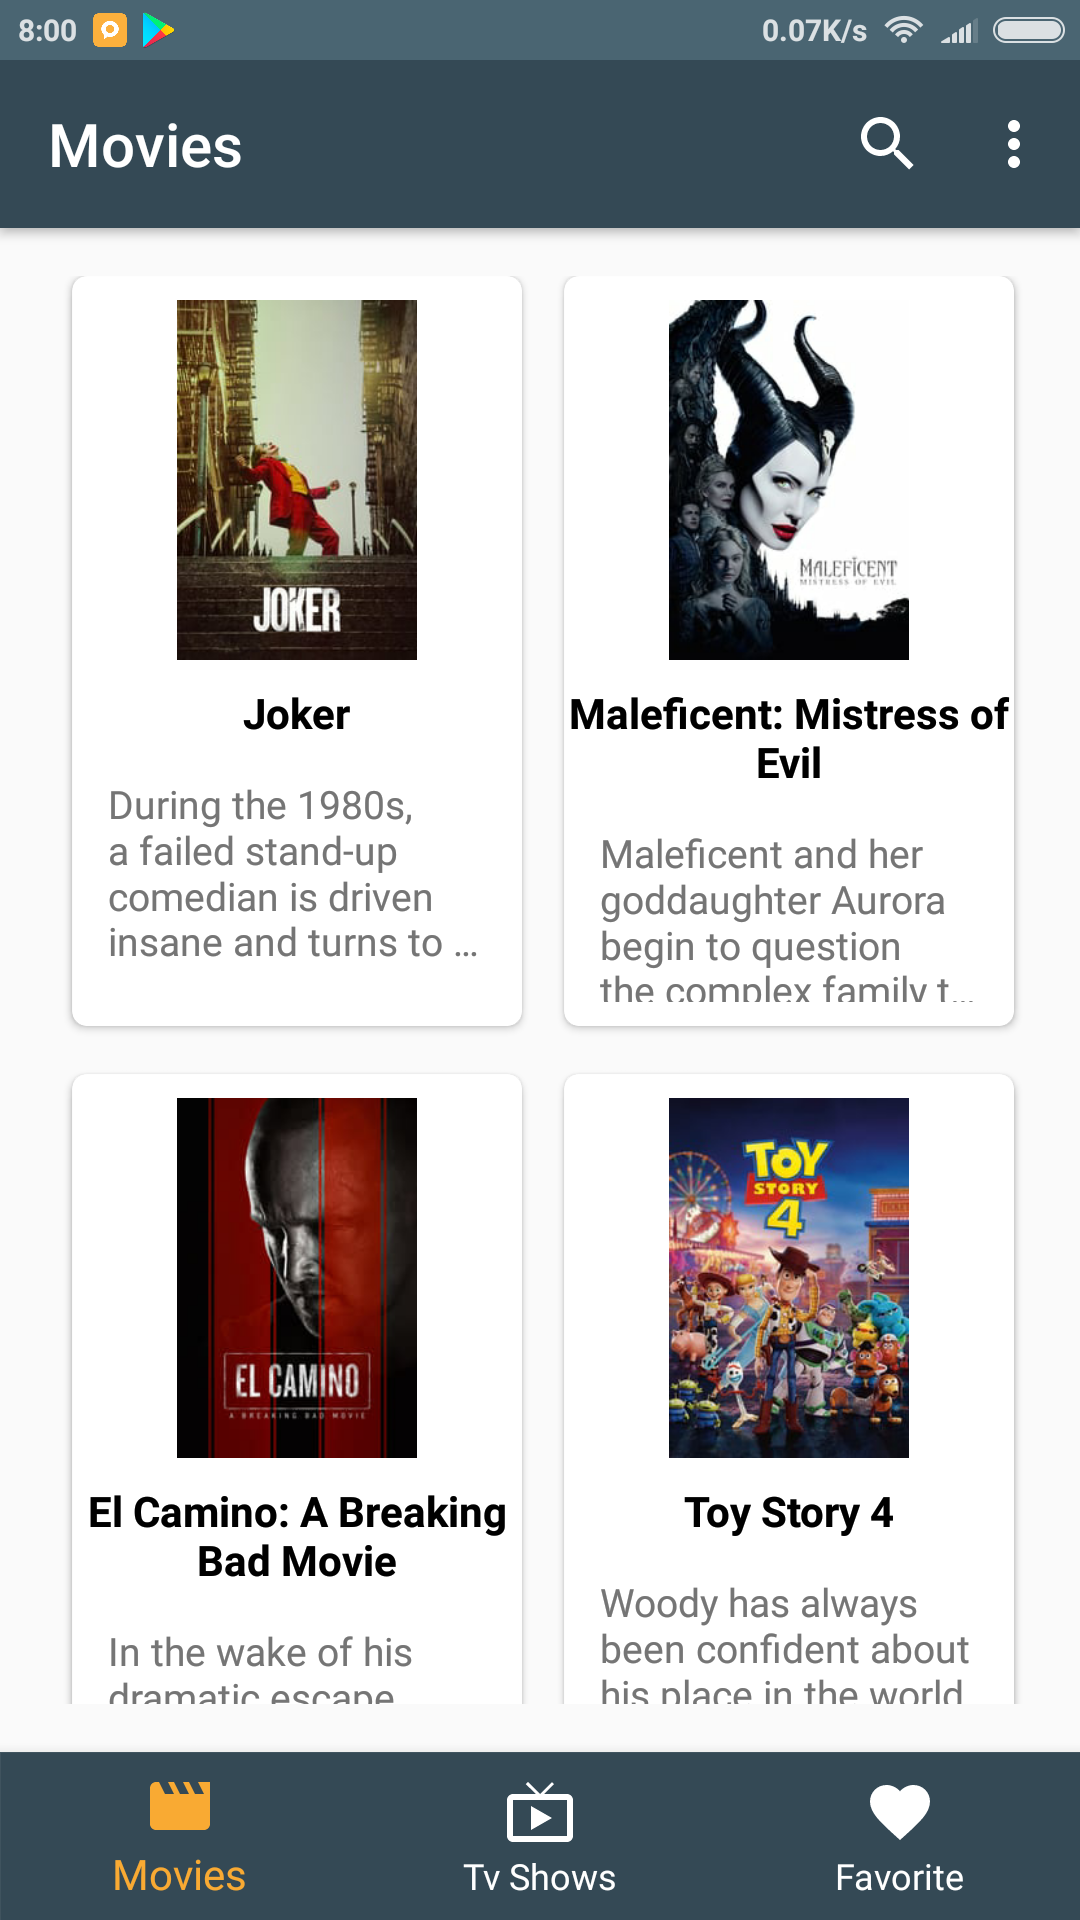 8:00
0.07K/s
Movies
JOKER
Joker
During the 1980s,
a failed stand-up
comedian is driven
insane and turns to ...
MALEFICENT
MISTRESS OF EVIL
Maleficent: Mistress of
Evil
Maleficent and her
goddaughter Aurora
begin to question
the complex family t...
EL CAMINO
A BREAKING BAD MOVIE
El Camino: A Breaking
Bad Movie
In the wake of his
dramatic escape
TOY
STORY
4
Toy Story 4
Woody has always
been confident about
his place in the world
Movies
Tv Shows
Favorite